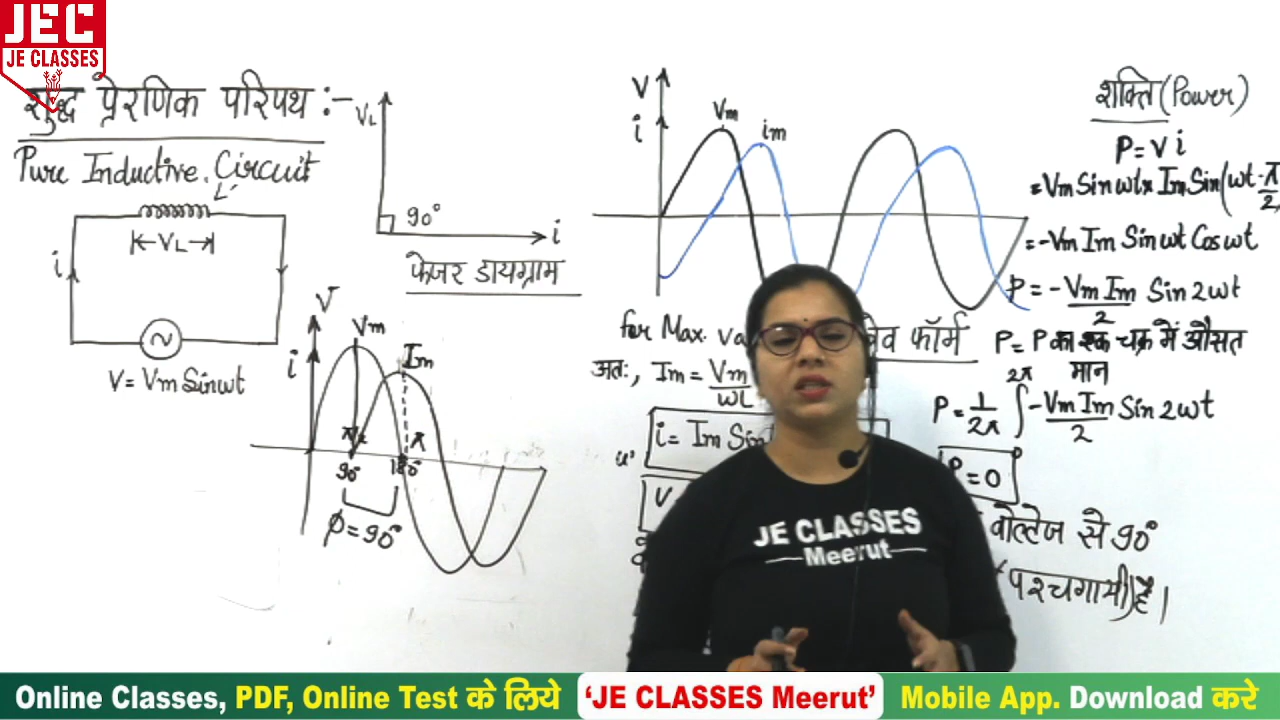 JEC
JE CLASSES
शुद्ध प्रेरणिक परिपथ :-
Pure Inductive Circuit
i
VL
V = Vm Sinωt
VL
90°
i
फेजर डायग्राम
V
i
Vm
Im
π
90°
180°
ϕ = 90°
V
i
Vm
im
वेव फॉर्म
for Max. Va
अतः, Im = Vm/ωL
i = Im Sin
V
शक्ति (Power)
P = V i
= Vm Sin ωt x Im Sin(ωt - π/2
= -Vm Im Sin ωt Cos ωt
P = - Vm Im/2 Sin 2ωt
P = P का एक चक्र में औसत
मान
P = 1/2π ∫ 2π - Vm Im/2 Sin 2ωt
P = 0
वोल्टेज से 90°
पश्चगामी) है।
JE CLASSES
Meerut
Online Classes, PDF, Online Test के लिये 'JE CLASSES Meerut' Mobile App. Download करे